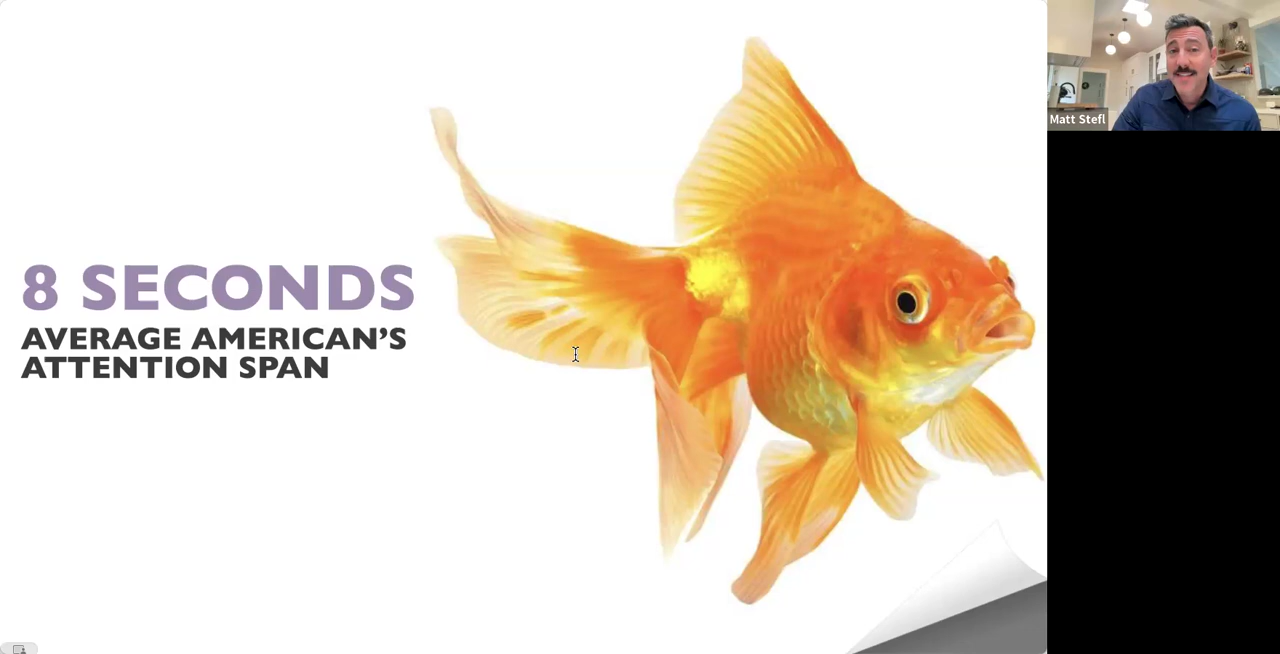 8 SECONDS
AVERAGE AMERICAN’S
ATTENTION SPAN
Matt Stefl